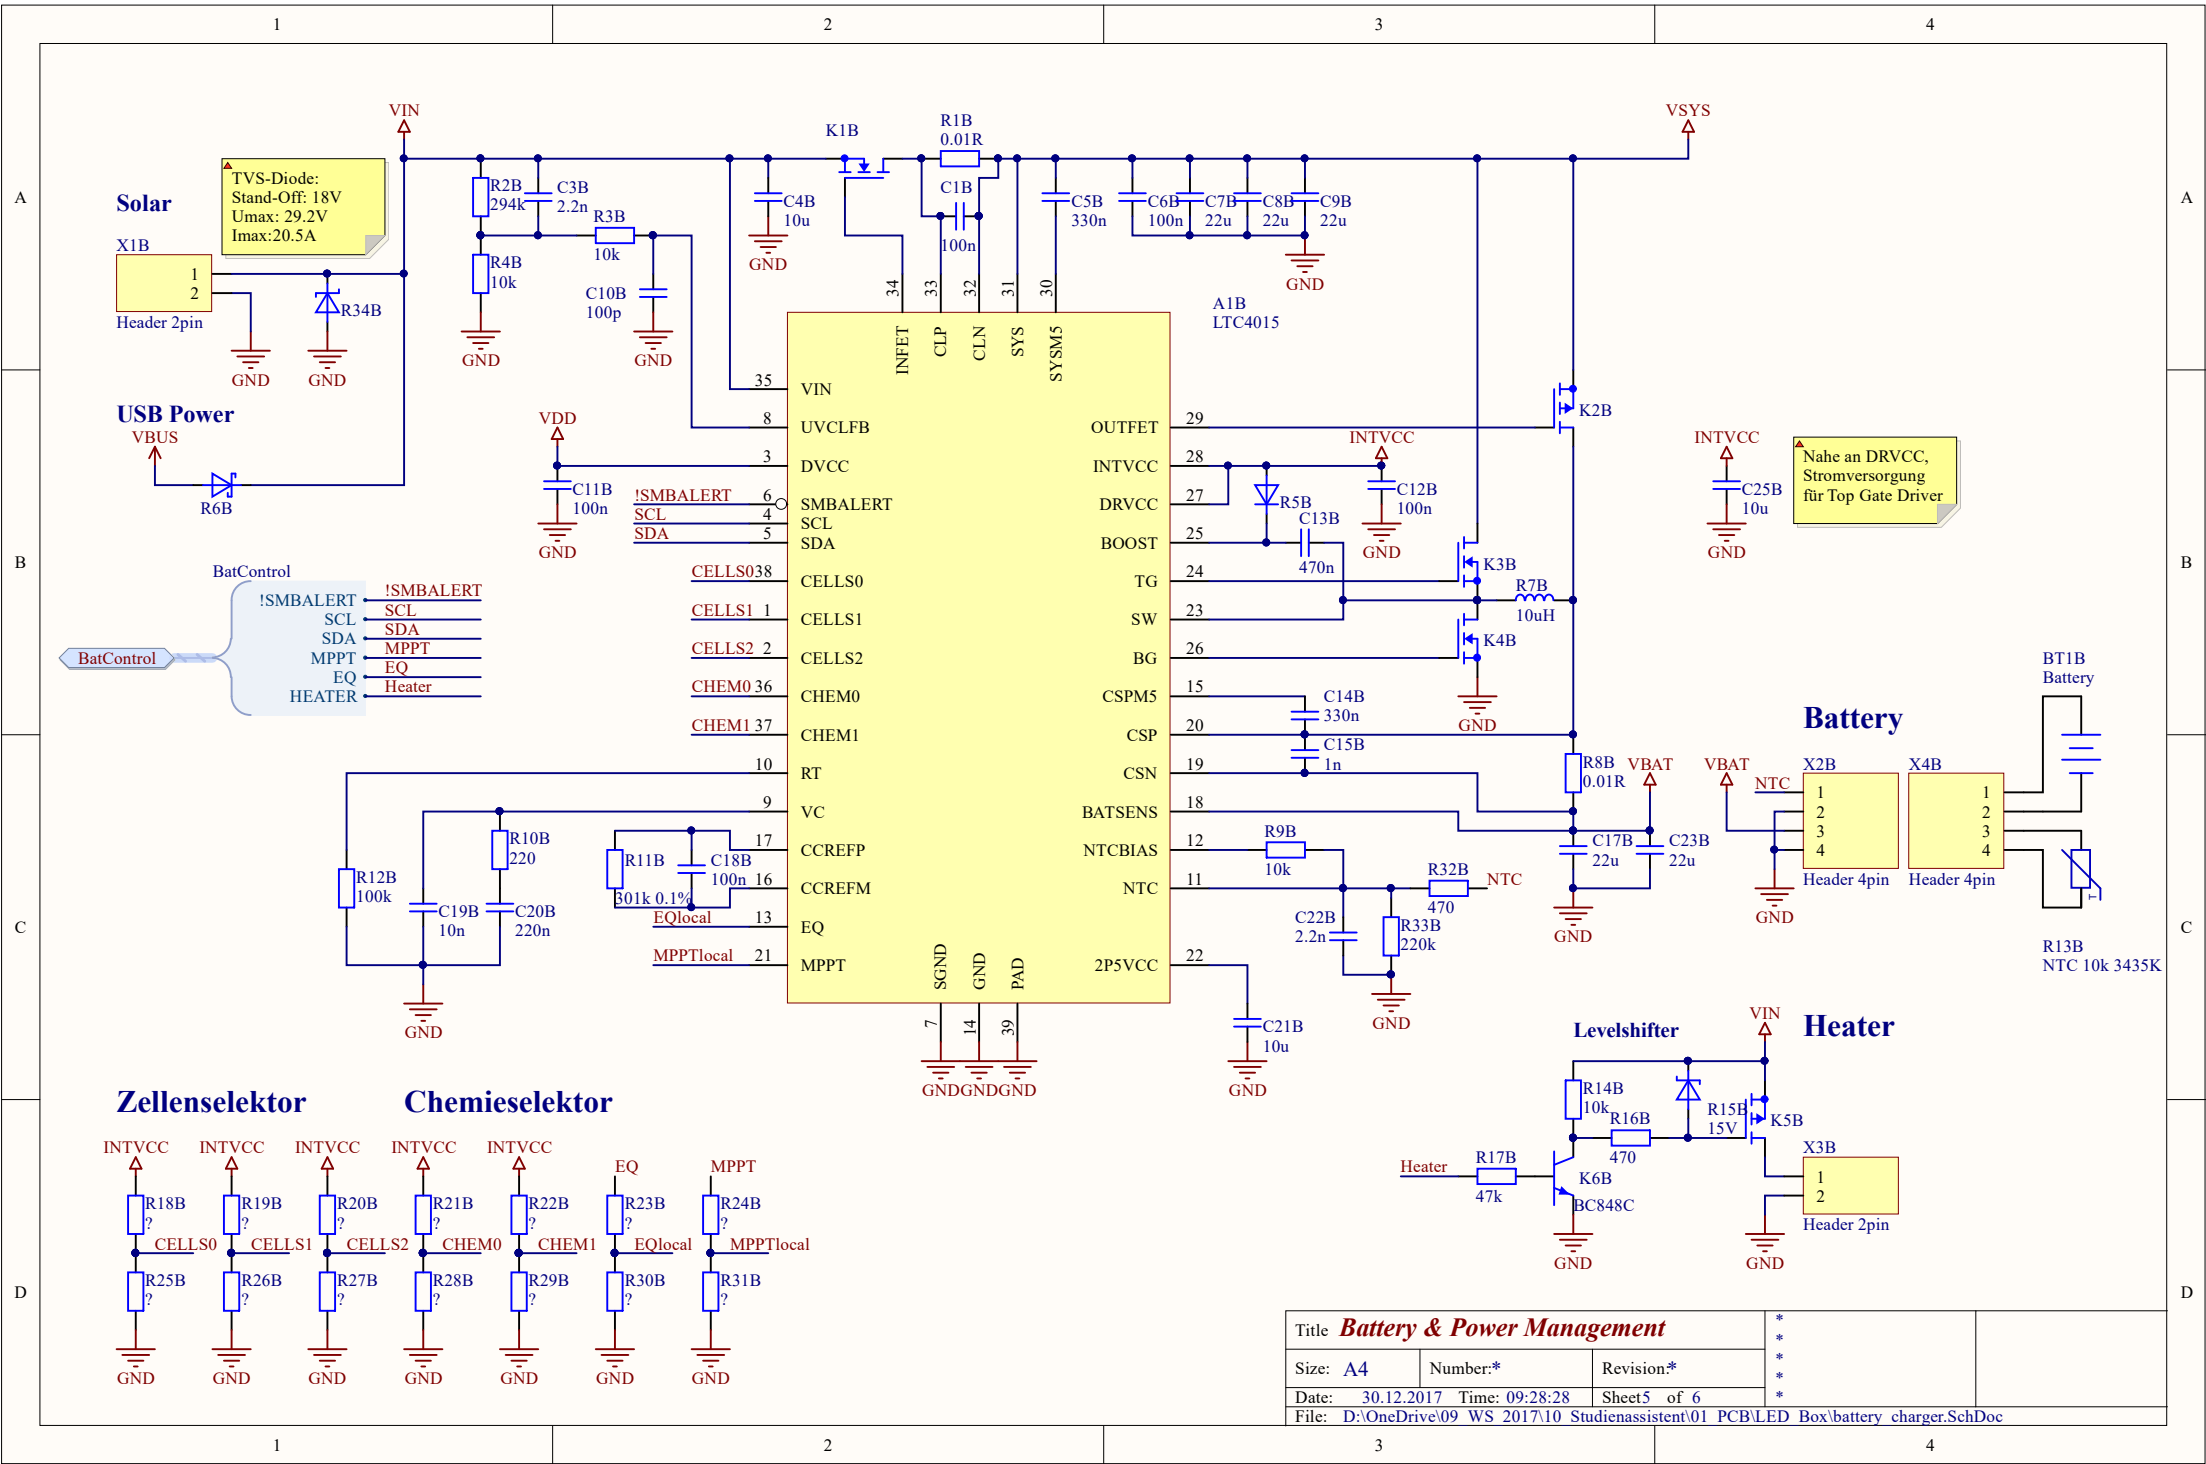 1
2
3
4
A
A
B
B
C
C
D
D
1
2
3
4
VIN
TVS-Diode:
Stand-Off: 18V
Umax: 29.2V
Imax:20.5A
Solar
X1B
1
2
Header 2pin
GND
R34B
GND
USB Power
VBUS
R6B
R2B
294k
C3B
2.2n
R3B
10k
R4B
10k
GND
C10B
100p
GND
C4B
10u
GND
K1B
R1B
0.01R
C1B
100n
C5B
330n
C6B
100n
C7B
22u
C8B
22u
C9B
22u
GND
VSYS
A1B
LTC4015
34
INFET
33
CLP
32
CLN
31
SYS
30
SYSM5
35
VIN
8
UVCLFB
3
DVCC
6
SMBALERT
4
SCL
5
SDA
38
CELLS0
1
CELLS1
2
CELLS2
36
CHEM0
37
CHEM1
10
RT
9
VC
17
CCREFP
16
CCREFM
13
EQ
21
MPPT
SGND
7
GND
14
PAD
39
GND
GND
GND
29
OUTFET
28
INTVCC
27
DRVCC
25
BOOST
24
TG
23
SW
26
BG
15
CSPM5
20
CSP
19
CSN
18
BATSENS
12
NTCBIAS
11
NTC
22
2P5VCC
VDD
C11B
100n
GND
!SMBALERT
SCL
SDA
CELLS0
CELLS1
CELLS2
CHEM0
CHEM1
EQlocal
MPPTlocal
BatControl
BatControl
!SMBALERT
SCL
SDA
MPPT
EQ
HEATER
!SMBALERT
SCL
SDA
MPPT
EQ
Heater
R12B
100k
C19B
10n
R10B
220
C20B
220n
GND
R11B
301k 0.1%
C18B
100n
R5B
C13B
470n
INTVCC
C12B
100n
GND
K2B
K3B
K4B
GND
R7B
10uH
C14B
330n
C15B
1n
R8B
0.01R
VBAT
C17B
22u
C23B
22u
GND
R9B
10k
R32B
470
NTC
C22B
2.2n
R33B
220k
GND
C21B
10u
GND
INTVCC
C25B
10u
GND
Nahe an DRVCC,
Stromversorgung
für Top Gate Driver
Battery
BT1B
Battery
VBAT
NTC
X2B
1
2
3
4
Header 4pin
X4B
1
2
3
4
Header 4pin
GND
T
R13B
NTC 10k 3435K
Levelshifter
Heater
VIN
R14B
10k
R15B
15V
R16B
470
K5B
Heater
R17B
47k
K6B
BC848C
GND
X3B
1
2
Header 2pin
GND
Zellenselektor
Chemieselektor
INTVCC
INTVCC
INTVCC
INTVCC
INTVCC
EQ
MPPT
R18B
?
R19B
?
R20B
?
R21B
?
R22B
?
R23B
?
R24B
?
CELLS0
CELLS1
CELLS2
CHEM0
CHEM1
EQlocal
MPPTlocal
R25B
?
R26B
?
R27B
?
R28B
?
R29B
?
R30B
?
R31B
?
GND
GND
GND
GND
GND
GND
GND
Title Battery & Power Management
Size: A4 Number:* Revision:*
Date: 30.12.2017 Time: 09:28:28 Sheet5 of 6
File: D:\OneDrive\09_WS_2017\10_Studienassistent\01_PCB\LED_Box\battery_charger.SchDoc
*
*
*
*
*